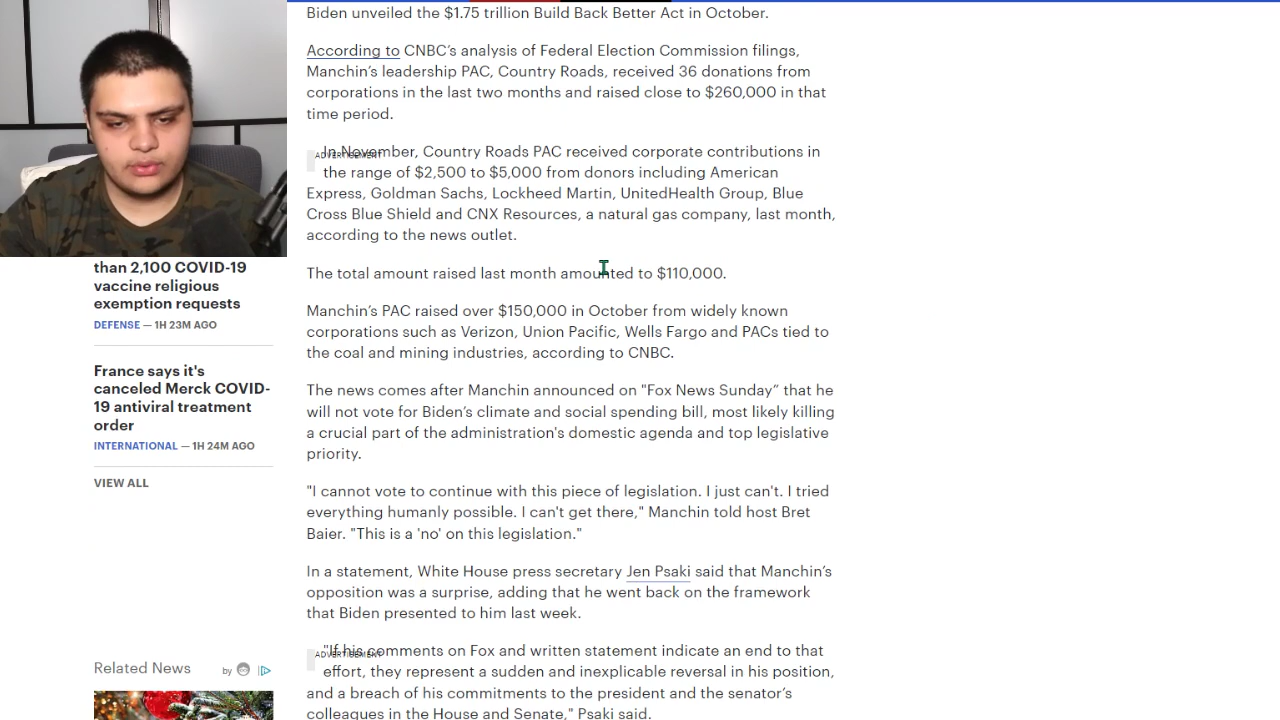 Biden unveiled the $1.75 trillion Build Back Better Act in October.
According to CNBC’s analysis of Federal Election Commission filings,
Manchin’s leadership PAC, Country Roads, received 36 donations from
corporations in the last two months and raised close to $260,000 in that
time period.
ADVERTISEMENT
In November, Country Roads PAC received corporate contributions in
the range of $2,500 to $5,000 from donors including American
Express, Goldman Sachs, Lockheed Martin, UnitedHealth Group, Blue
Cross Blue Shield and CNX Resources, a natural gas company, last month,
according to the news outlet.
The total amount raised last month amounted to $110,000.
Manchin’s PAC raised over $150,000 in October from widely known
corporations such as Verizon, Union Pacific, Wells Fargo and PACs tied to
the coal and mining industries, according to CNBC.
The news comes after Manchin announced on "Fox News Sunday” that he
will not vote for Biden’s climate and social spending bill, most likely killing
a crucial part of the administration's domestic agenda and top legislative
priority.
"I cannot vote to continue with this piece of legislation. I just can't. I tried
everything humanly possible. I can't get there," Manchin told host Bret
Baier. "This is a 'no' on this legislation."
In a statement, White House press secretary Jen Psaki said that Manchin’s
opposition was a surprise, adding that he went back on the framework
that Biden presented to him last week.
ADVERTISEMENT
"If his comments on Fox and written statement indicate an end to that
effort, they represent a sudden and inexplicable reversal in his position,
and a breach of his commitments to the president and the senator’s
colleagues in the House and Senate," Psaki said.
than 2,100 COVID-19
vaccine religious
exemption requests
DEFENSE — 1H 23M AGO
France says it's
canceled Merck COVID-
19 antiviral treatment
order
INTERNATIONAL — 1H 24M AGO
VIEW ALL
Related News
by